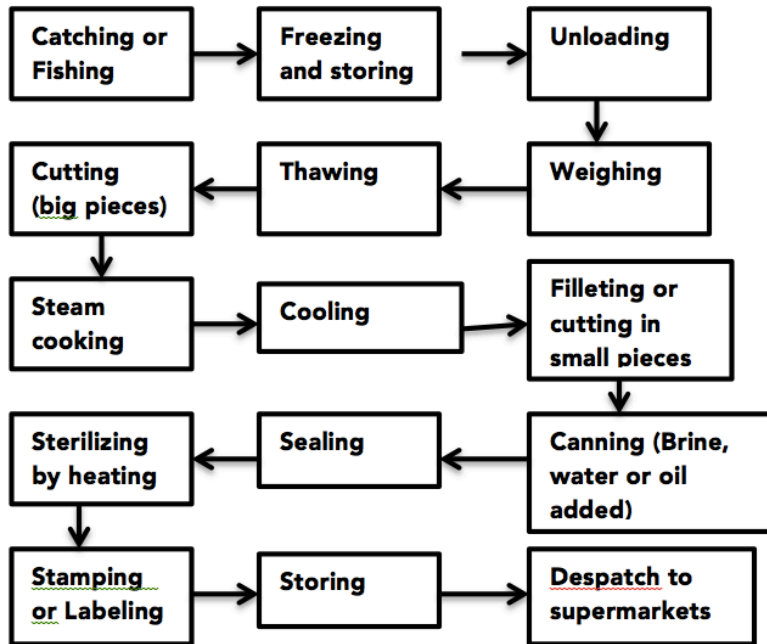 Catching or
Fishing
Freezing
and storing
Unloading
Cutting
(big pieces)
Thawing
Weighing
Steam
cooking
Cooling
Filleting or
cutting in
small pieces
Sterilizing
by heating
Sealing
Canning (Brine,
water or oil
added)
Stamping
or Labeling
Storing
Despatch to
supermarkets